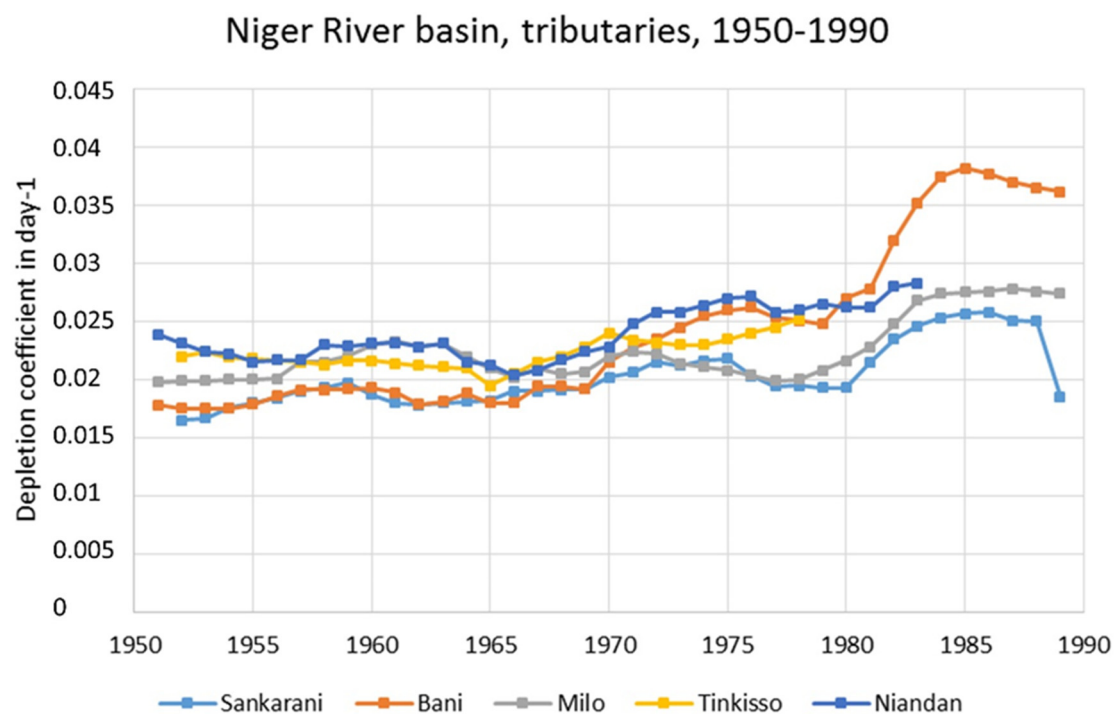 Niger River basin, tributaries, 1950-1990
Depletion coefficient in day-1
0.045
0.04
0.035
0.03
0.025
0.02
0.015
0.01
0.005
0
1950 1955 1960 1965 1970 1975 1980 1985 1990
Sankarani Bani Milo Tinkisso Niandan